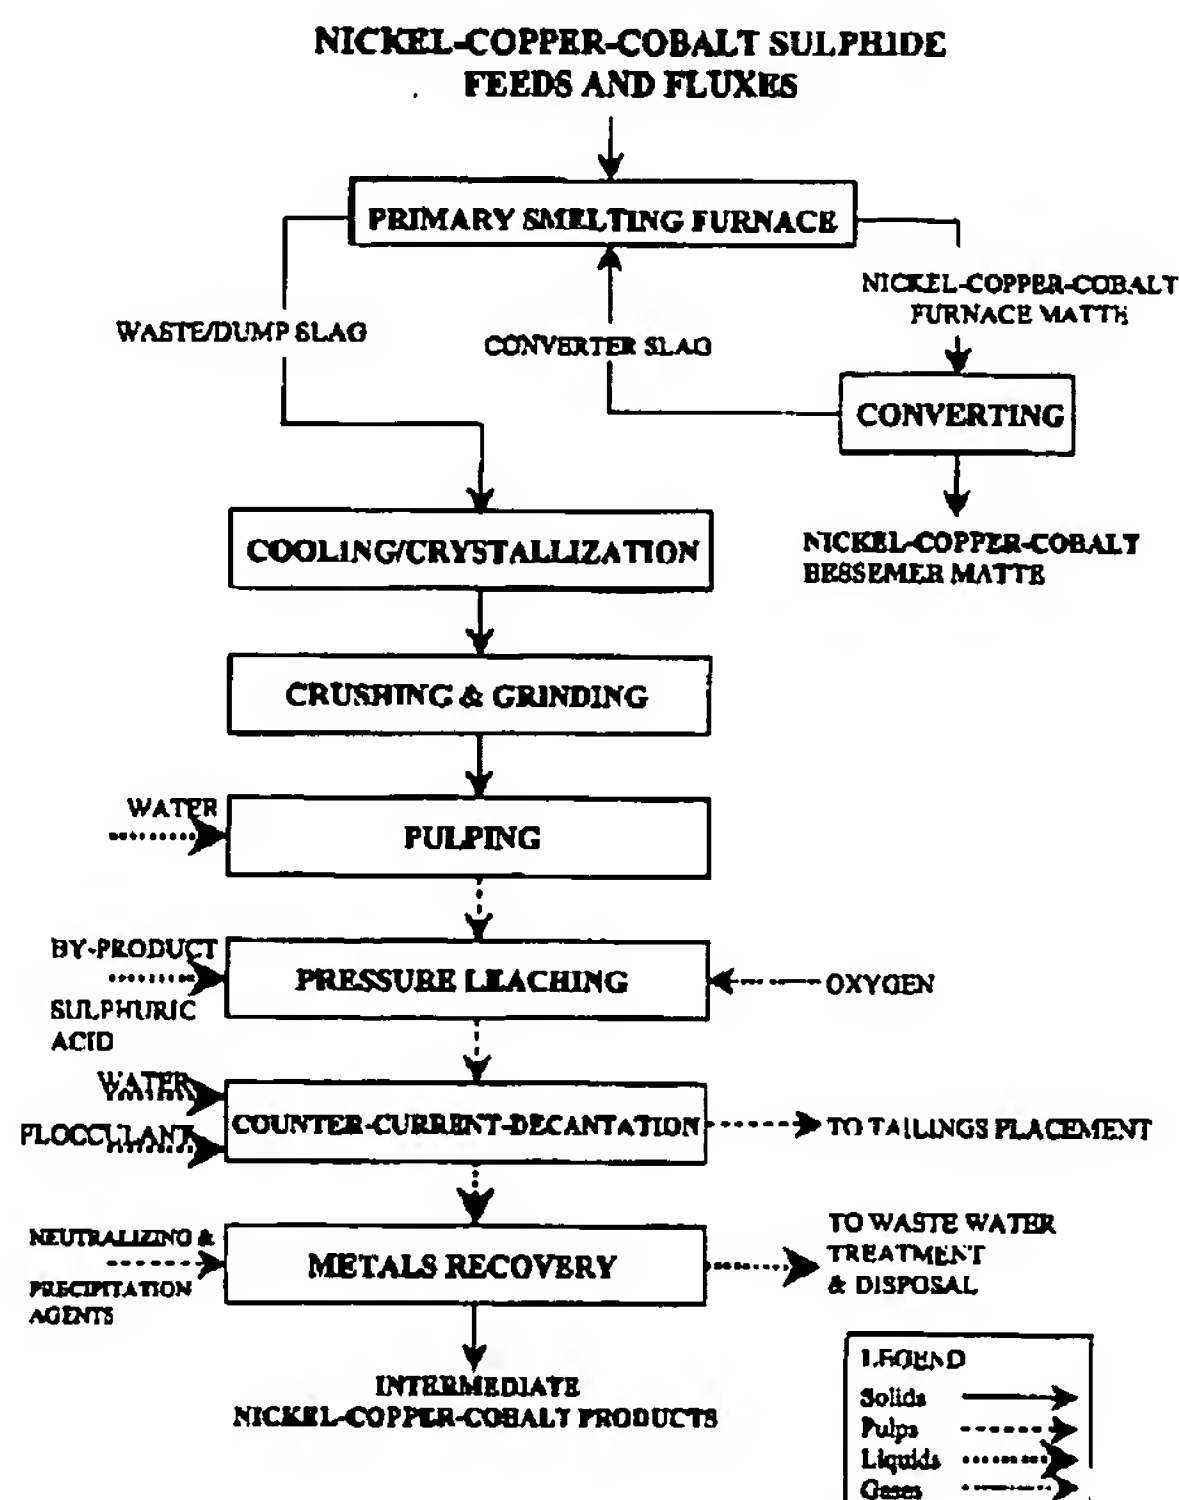 NICKEL-COPPER-COBALT SULPHIDE
FEEDS AND FLUXES
PRIMARY SMELTING FURNACE
NICKEL-COPPER-COBALT
FURNACE MATTE
WASTE/DUMP SLAG
CONVERTER SLAG
CONVERTING
COOLING/CRYSTALLIZATION
NICKEL-COPPER-COBALT
BESSEMER MATTE
CRUSHING & GRINDING
WATER
PULPING
BY-PRODUCT
SULPHURIC
ACID
PRESSURE LEACHING
OXYGEN
WATER
FLOCCULANT
COUNTER-CURRENT-DECANTATION
TO TAILINGS PLACEMENT
NEUTRALIZING &
PRECIPITATION
AGENTS
METALS RECOVERY
TO WASTE WATER
TREATMENT
& DISPOSAL
INTERMEDIATE
NICKEL-COPPER-COBALT PRODUCTS
LEGEND
Solids
Pulps
Liquids
Gases